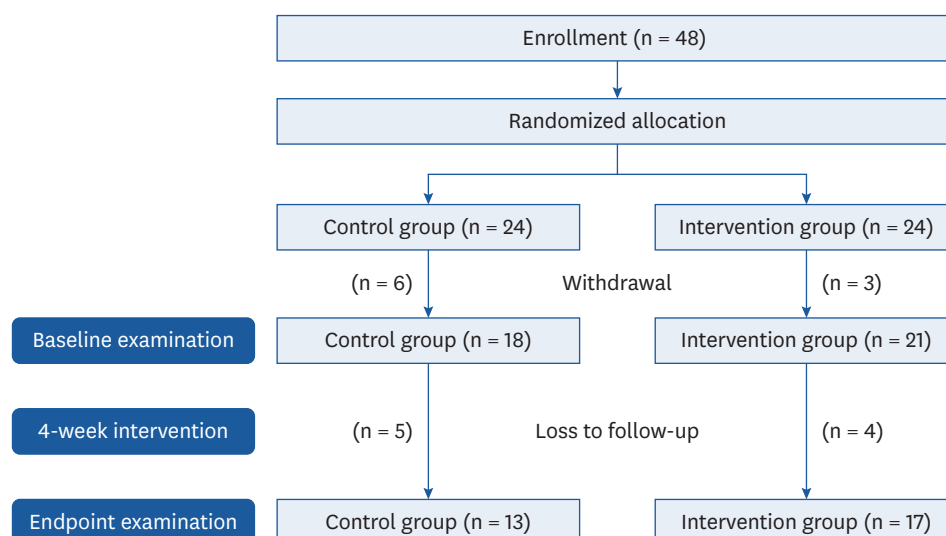 Enrollment (n = 48)
Randomized allocation
Control group (n = 24)
Intervention group (n = 24)
(n = 6)
Withdrawal
(n = 3)
Baseline examination
Control group (n = 18)
Intervention group (n = 21)
4-week intervention
(n = 5)
Loss to follow-up
(n = 4)
Endpoint examination
Control group (n = 13)
Intervention group (n = 17)